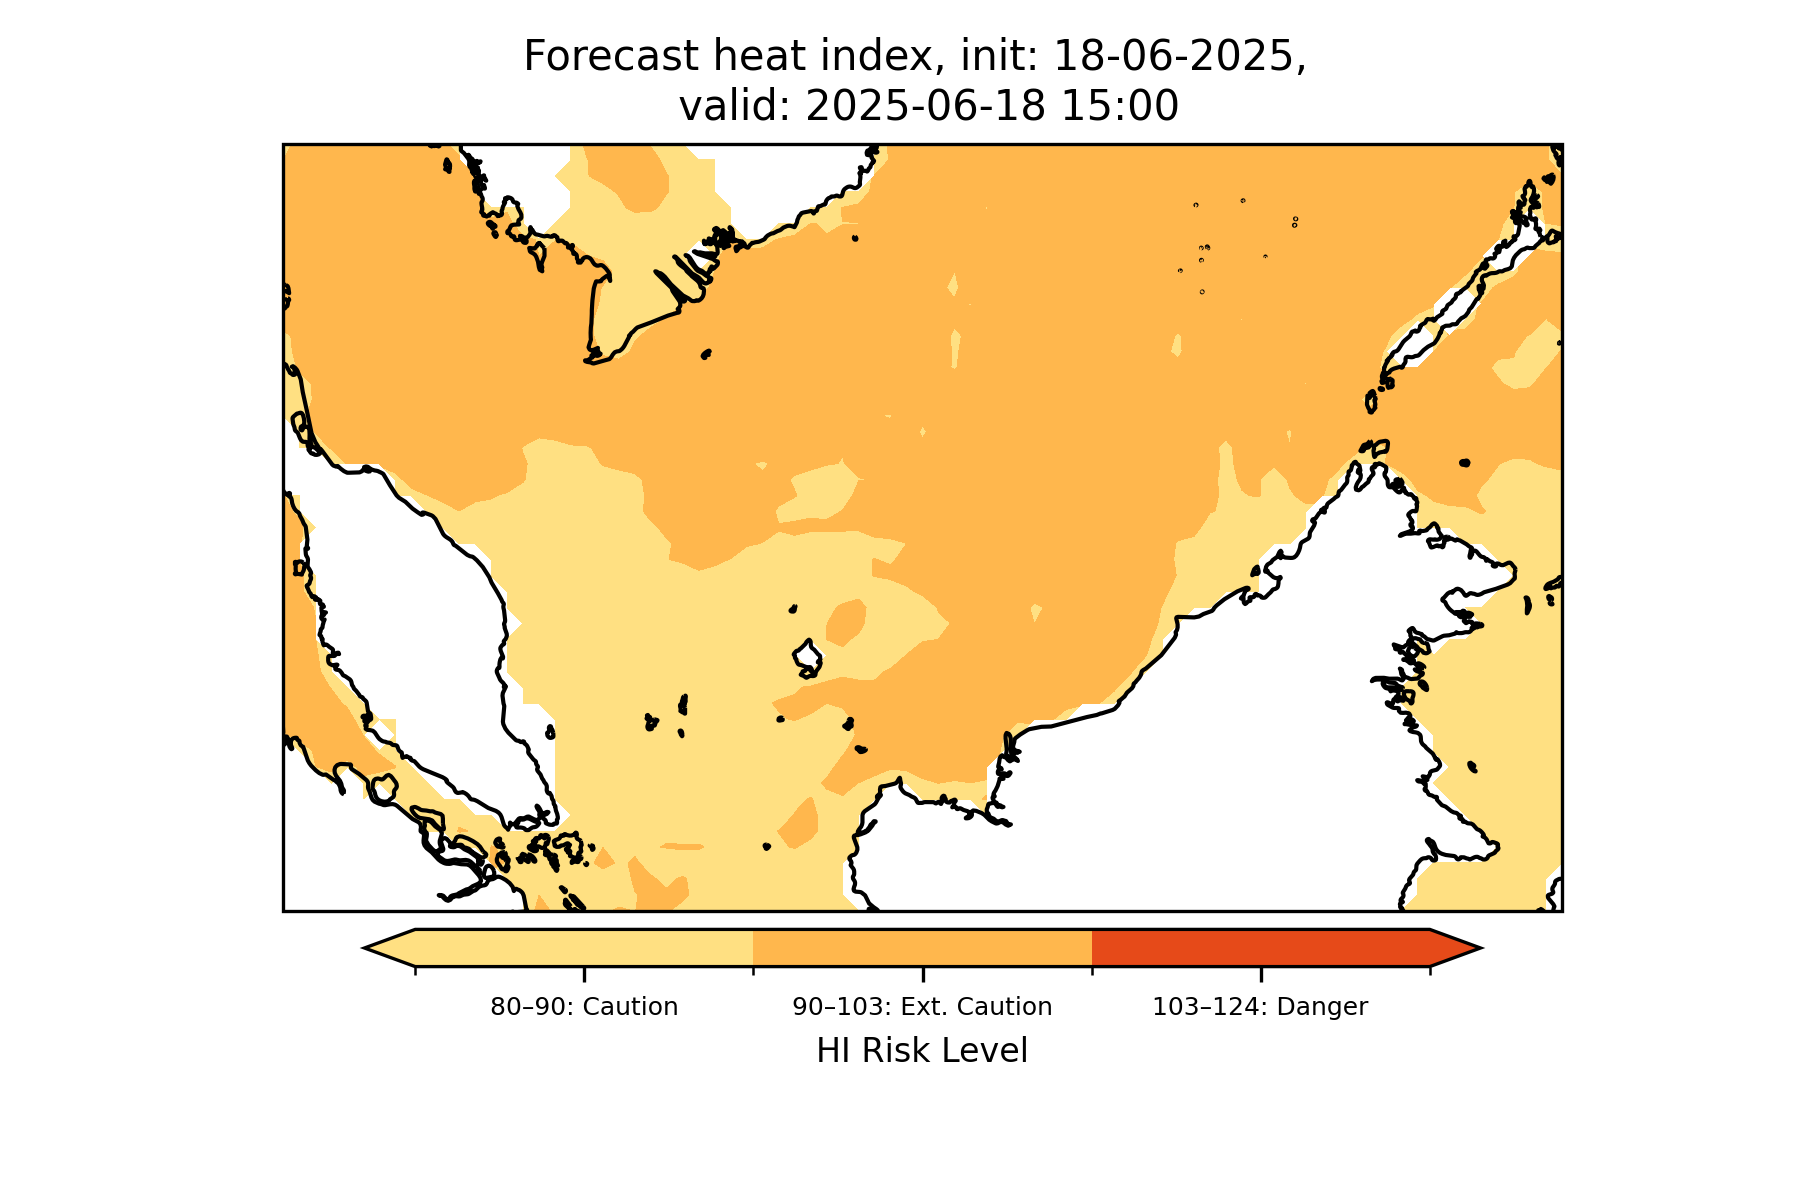 Forecast heat index, init: 18-06-2025,
valid: 2025-06-18 15:00
80–90: Caution
90–103: Ext. Caution
103–124: Danger
HI Risk Level